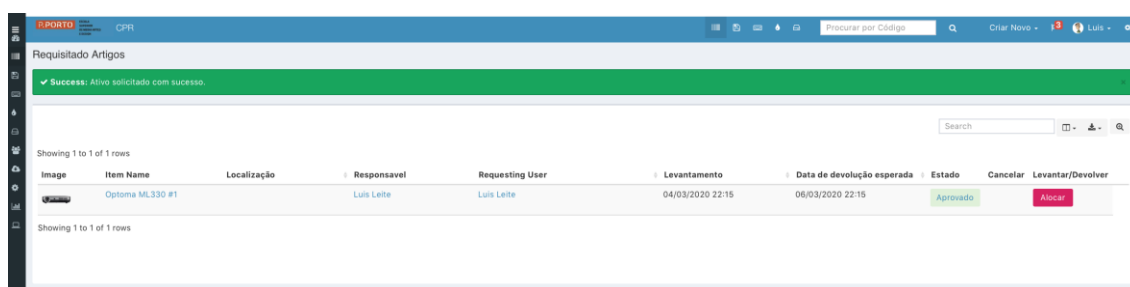 P.PORTO CPR Procurar por Código Criar Novo 3 Luis
Requisitado Artigos
Success: Ativo solicitado com sucesso.
Search
Showing 1 to 1 of 1 rows
Image Item Name Localização Responsavel Requesting User Levantamento Data de devolução esperada Estado Cancelar Levantar/Devolver
Optoma ML330 #1 Luis Leite Luis Leite 04/03/2020 22:15 06/03/2020 22:15 Aprovado Alocar
Showing 1 to 1 of 1 rows